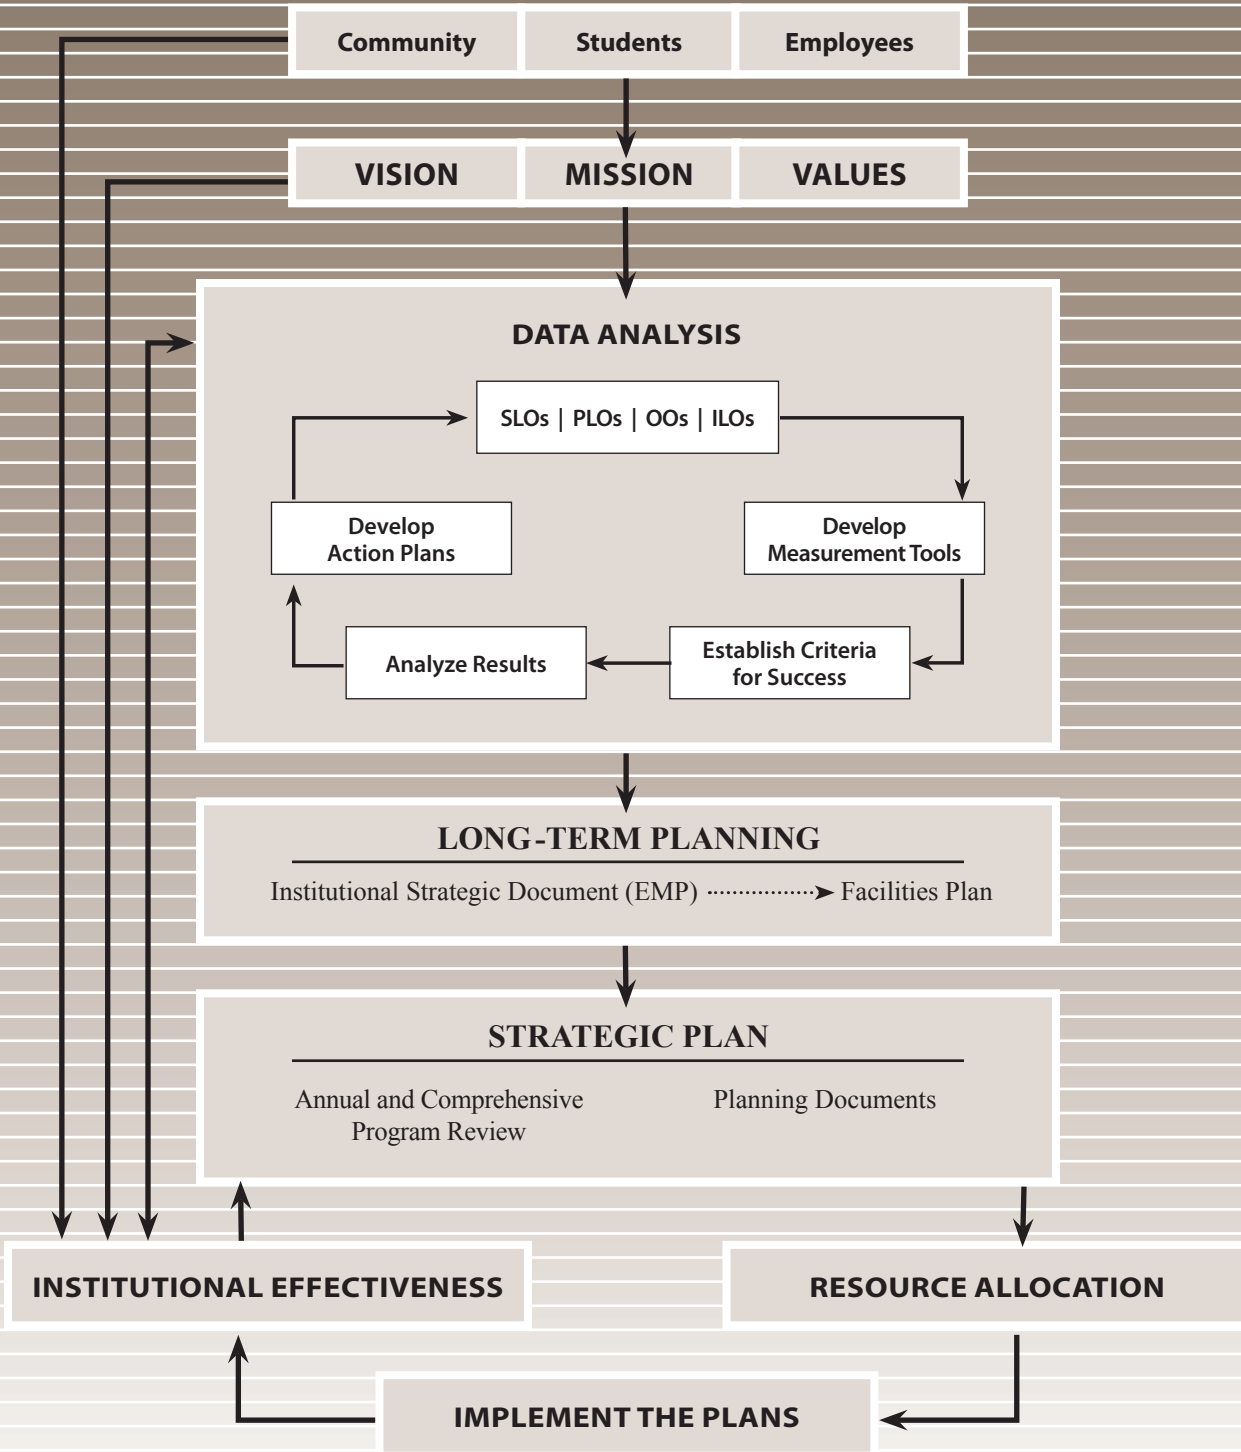 Community
Students
Employees
VISION
MISSION
VALUES
DATA ANALYSIS
SLOs | PLOs | OOs | ILOs
Develop
Action Plans
Develop
Measurement Tools
Analyze Results
Establish Criteria
for Success
LONG-TERM PLANNING
Institutional Strategic Document (EMP) Facilities Plan
STRATEGIC PLAN
Annual and Comprehensive
Program Review
Planning Documents
INSTITUTIONAL EFFECTIVENESS
RESOURCE ALLOCATION
IMPLEMENT THE PLANS